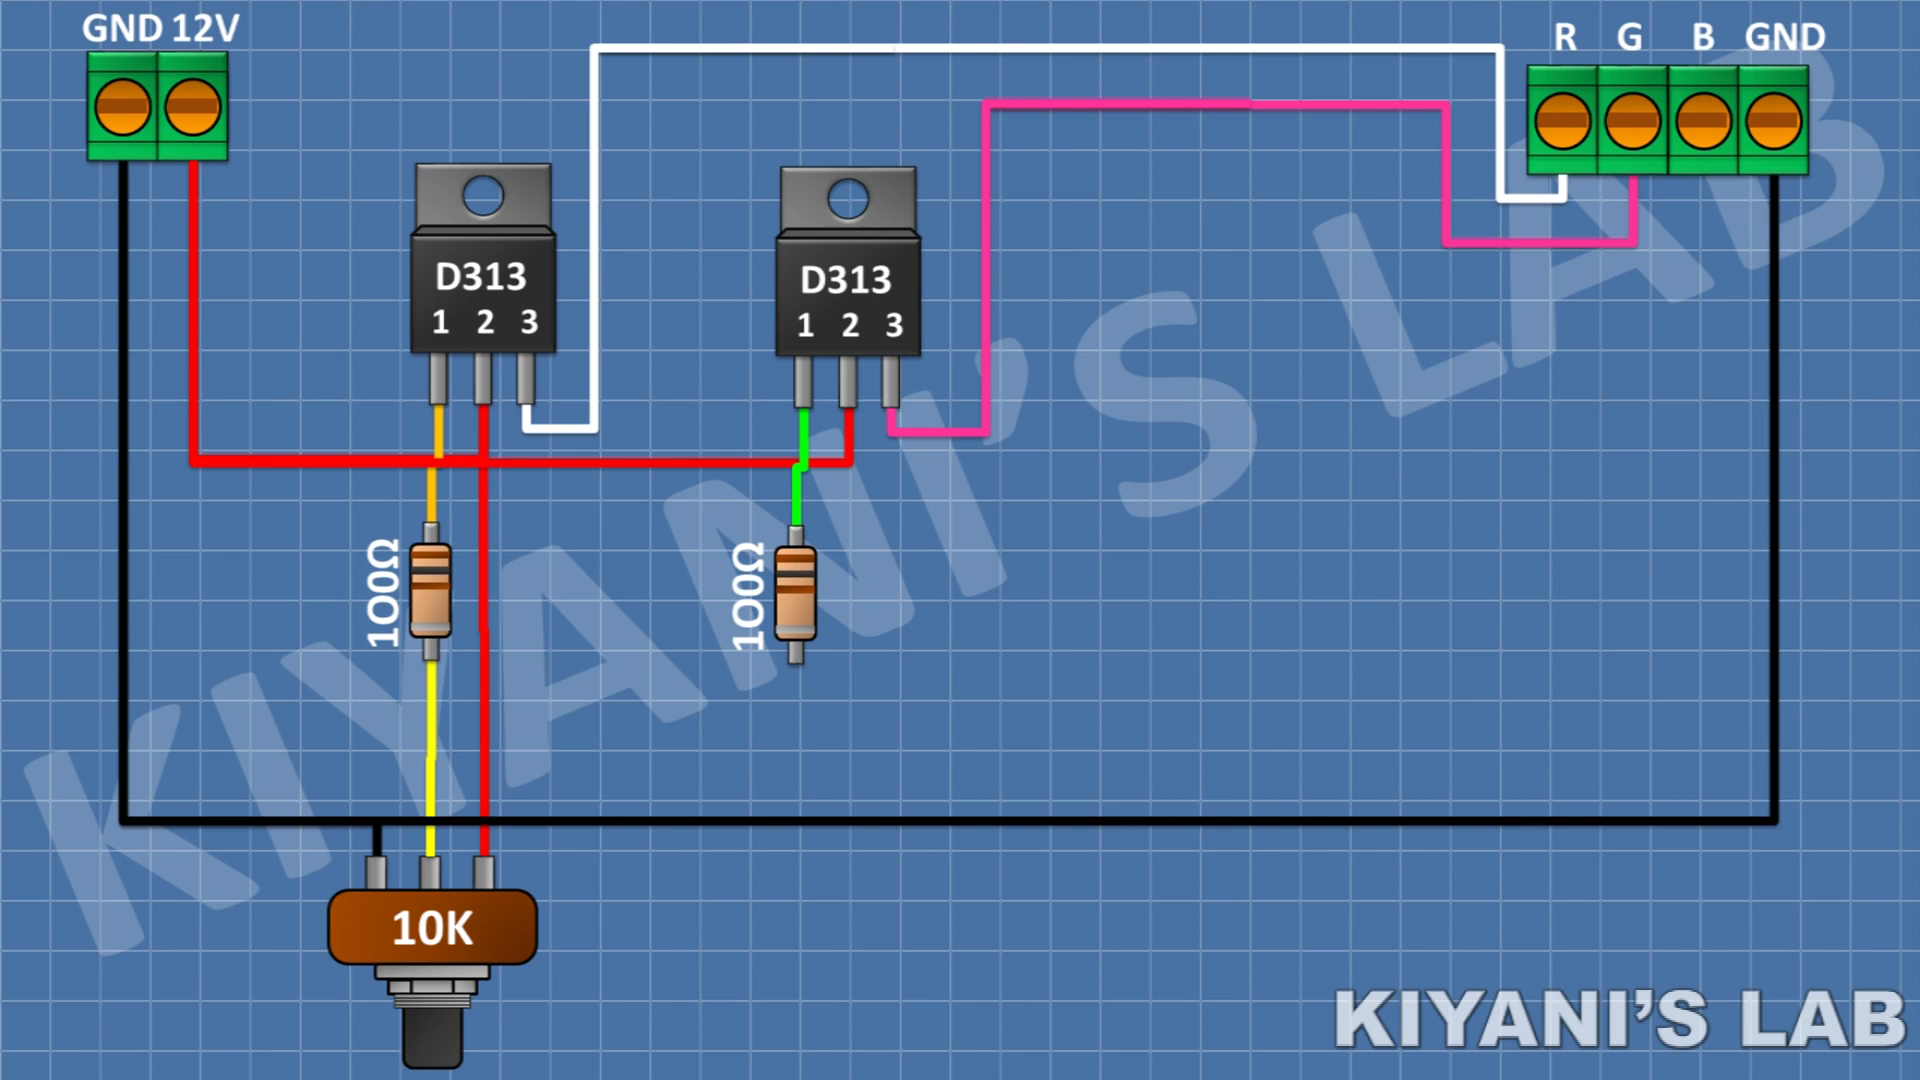 GND 12V
R G B GND
D313
1 2 3
D313
1 2 3
100Ω
100Ω
10K
KIYANI'S LAB
KIYANI'S LAB